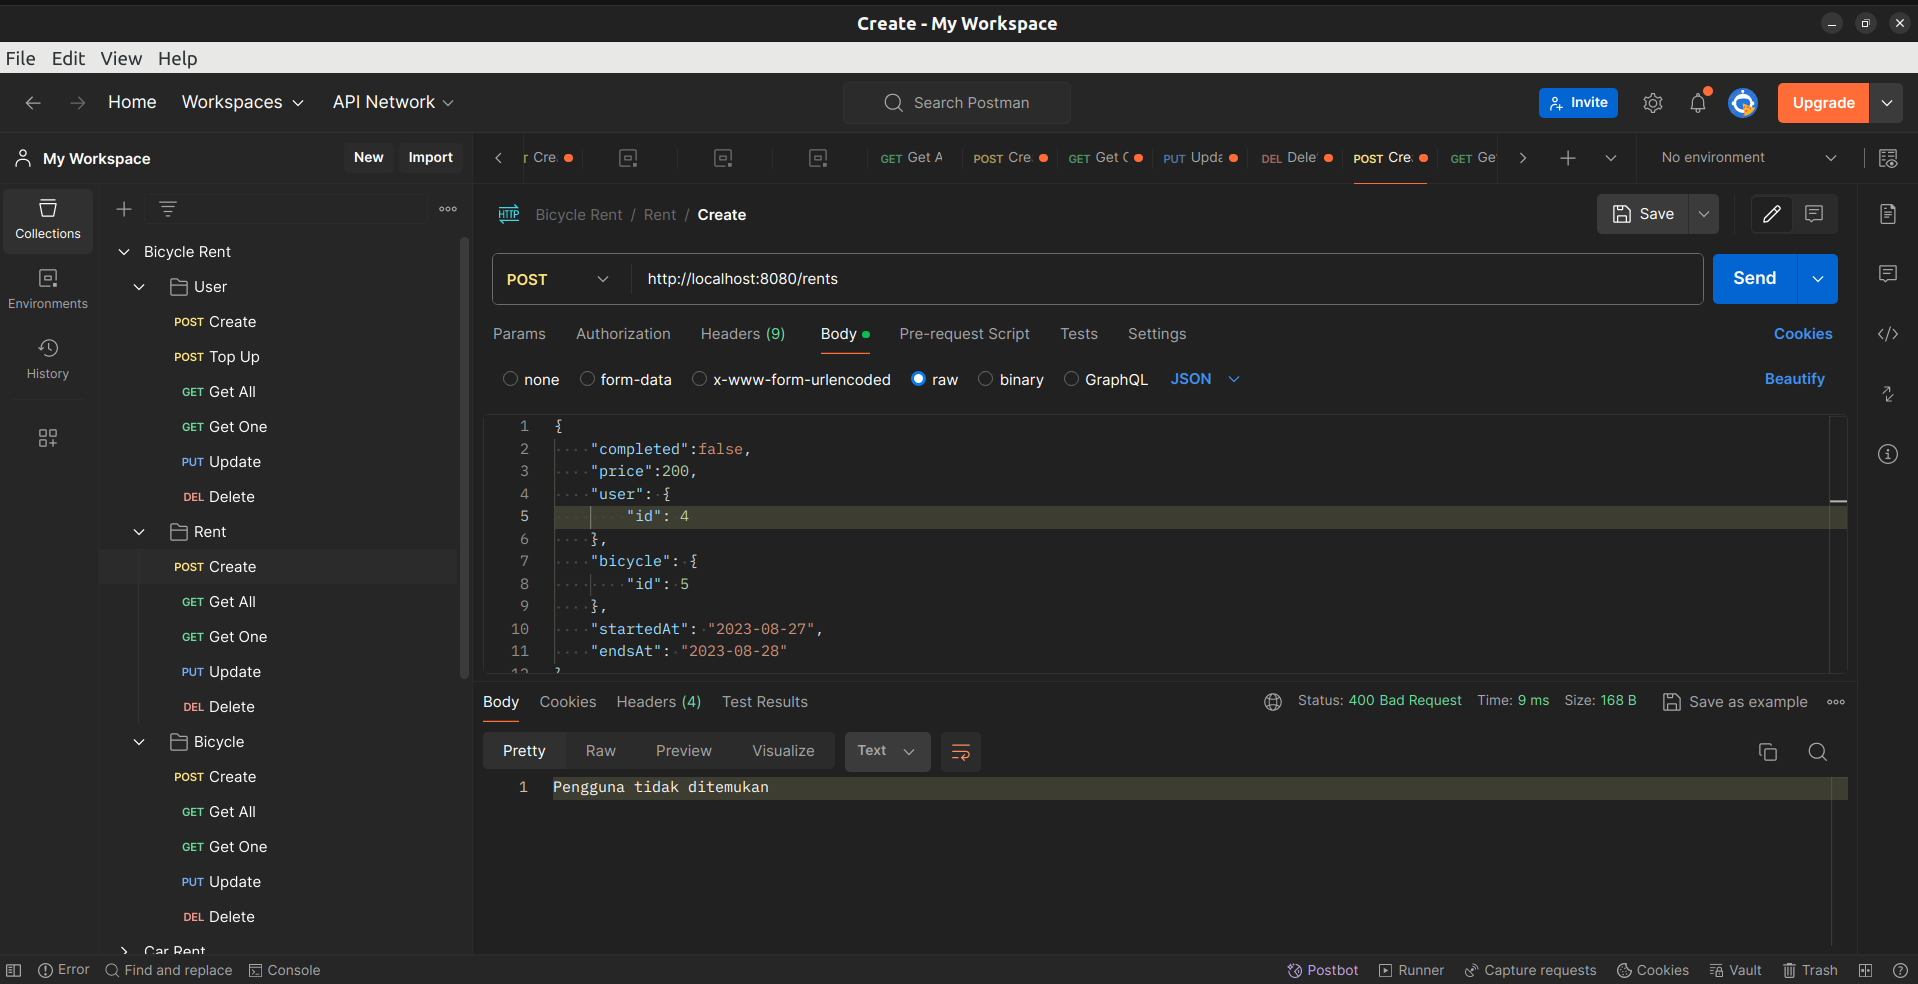 Create - My Workspace
File Edit View Help
Home Workspaces API Network Search Postman Invite Upgrade
My Workspace New Import
Cre. GET Get A POST Cre. GET Get C PUT Upda DEL Dele POST Cre. GET Ge No environment
Collections
Environments
History
Bicycle Rent
User
POST Create
POST Top Up
GET Get All
GET Get One
PUT Update
DEL Delete
Rent
POST Create
GET Get All
GET Get One
PUT Update
DEL Delete
Bicycle
POST Create
GET Get All
GET Get One
PUT Update
DEL Delete
Car Rent
HTTP Bicycle Rent / Rent / Create Save
POST http://localhost:8080/rents Send
Params Authorization Headers (9) Body Pre-request Script Tests Settings Cookies
none form-data x-www-form-urlencoded raw binary GraphQL JSON Beautify
1 {
2 "completed":false,
3 "price":200,
4 "user": {
5 "id": 4
6 },
7 "bicycle": {
8 "id": 5
9 },
10 "startedAt": "2023-08-27",
11 "endsAt": "2023-08-28"
12 }
Body Cookies Headers (4) Test Results Status: 400 Bad Request Time: 9 ms Size: 168 B Save as example
Pretty Raw Preview Visualize Text
1 Pengguna tidak ditemukan
Error Find and replace Console Postbot Runner Capture requests Cookies Vault Trash